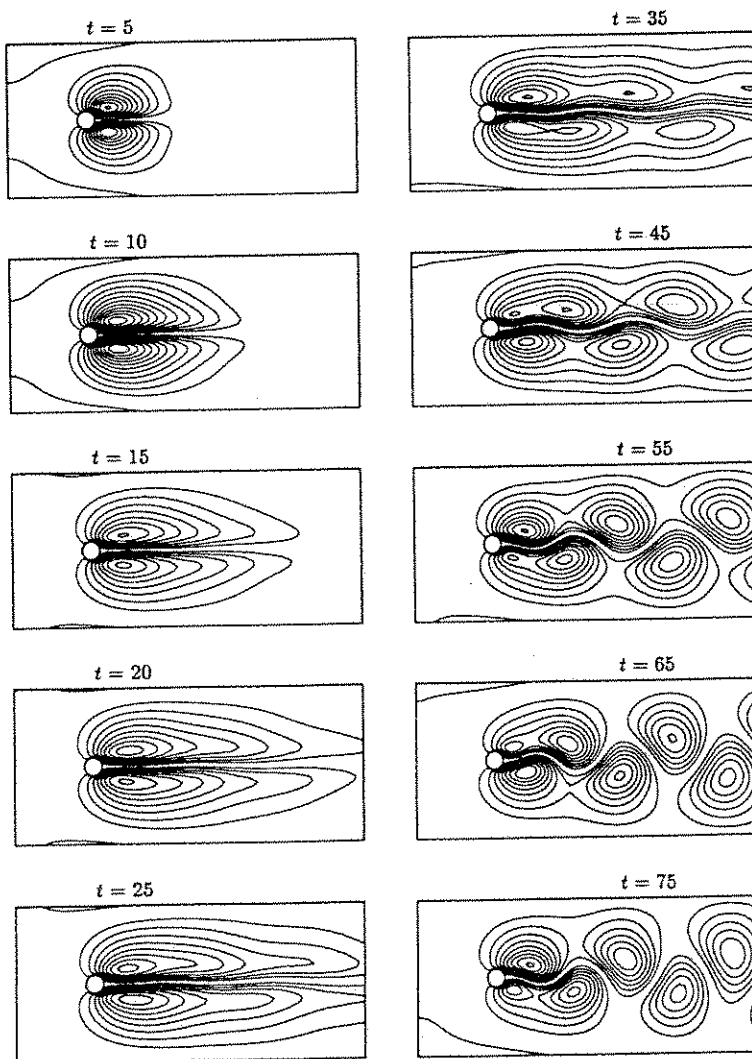 t = 5
t = 10
t = 15
t = 20
t = 25
t = 35
t = 45
t = 55
t = 65
t = 75